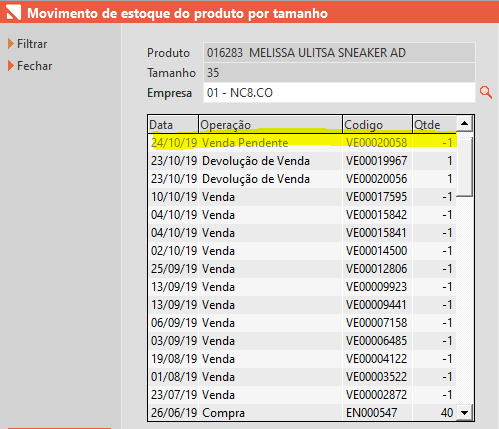 Movimento de estoque do produto por tamanho
Filtrar
Fechar
Produto 016283 MELISSA ULITSA SNEAKER AD
Tamanho 35
Empresa 01 - NC8.CO
Data Operação Codigo Qtde
24/10/19 Venda Pendente VE00020058 -1
23/10/19 Devolução de Venda VE00019967 1
23/10/19 Devolução de Venda VE00020056 1
10/10/19 Venda VE00017595 -1
04/10/19 Venda VE00015842 -1
04/10/19 Venda VE00015841 -1
02/10/19 Venda VE00014500 -1
25/09/19 Venda VE00012806 -1
13/09/19 Venda VE00009923 -1
13/09/19 Venda VE00009441 -1
06/09/19 Venda VE00007158 -1
03/09/19 Venda VE00006485 -1
19/08/19 Venda VE00004122 -1
01/08/19 Venda VE00003522 -1
23/07/19 Venda VE00002872 -1
26/06/19 Compra EN000547 40